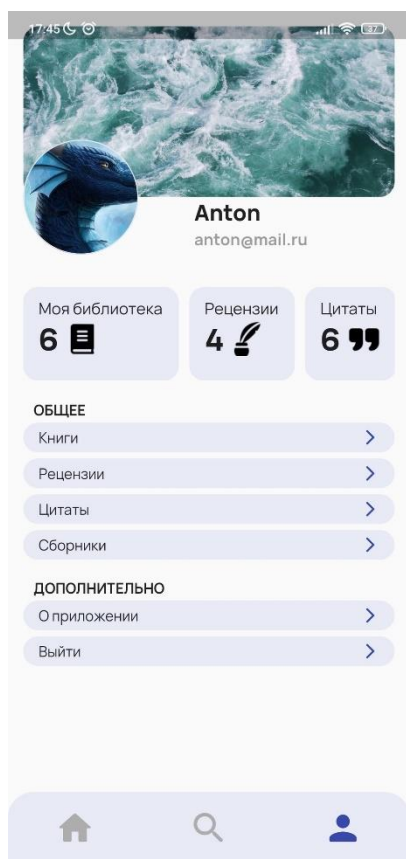 17:45 37
Anton
anton@mail.ru
Моя библиотека Рецензии Цитаты
6 4 6
ОБЩЕЕ
Книги
Рецензии
Цитаты
Сборники
ДОПОЛНИТЕЛЬНО
О приложении
Выйти